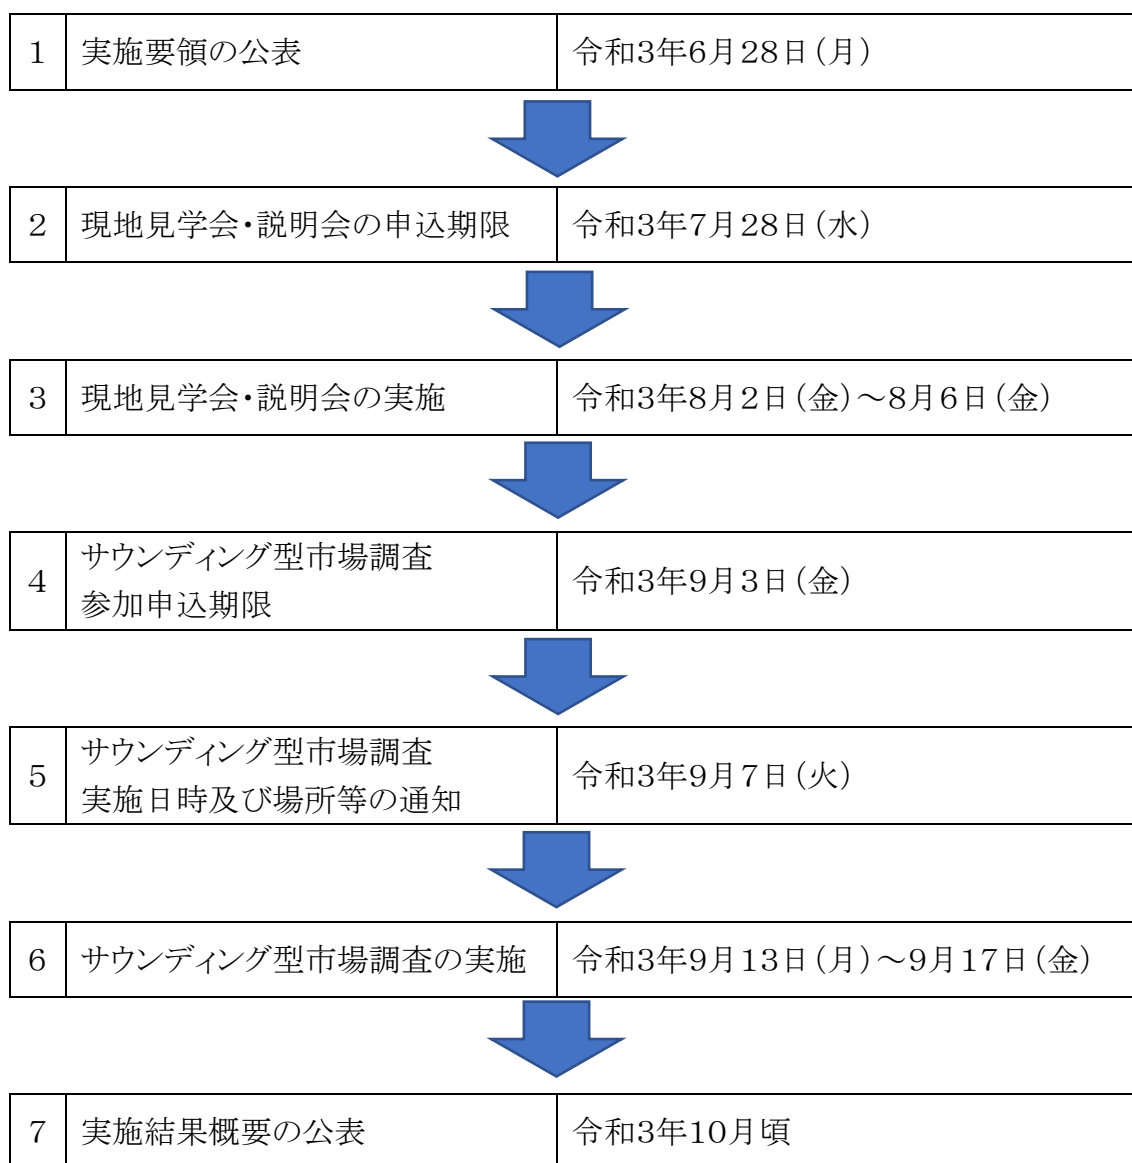 1 実施要領の公表 令和3年6月28日(月)
2 現地見学会・説明会の申込期限 令和3年7月28日(水)
3 現地見学会・説明会の実施 令和3年8月2日(金)～8月6日(金)
4 サウンディング型市場調査
参加申込期限 令和3年9月3日(金)
5 サウンディング型市場調査
実施日時及び場所等の通知 令和3年9月7日(火)
6 サウンディング型市場調査の実施 令和3年9月13日(月)～9月17日(金)
7 実施結果概要の公表 令和3年10月頃